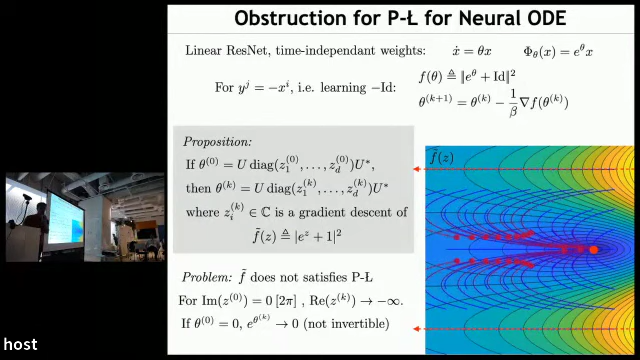 Obstruction for P-Ł for Neural ODE
Linear ResNet, time-independant weights: ẋ = θx Φ_θ(x) = e^θ x
For y^j = −x^i, i.e. learning −Id: f(θ) ≜ ‖e^θ + Id‖²
θ^(k+1) = θ^(k) − 1/β ∇f(θ^(k))
Proposition:
If θ^(0) = U diag(z_1^(0), . . . , z_d^(0))U*,
then θ^(k) = U diag(z_1^(k), . . . , z_d^(k))U*
where z_i^(k) ∈ ℂ is a gradient descent of
f̃(z) ≜ |e^z + 1|²
f̃(z)
Problem: f̃ does not satisfies P-Ł
For Im(z^(0)) = 0 [2π] , Re(z^(k)) → −∞.
If θ^(0) = 0, e^θ^(k) → 0 (not invertible)
host